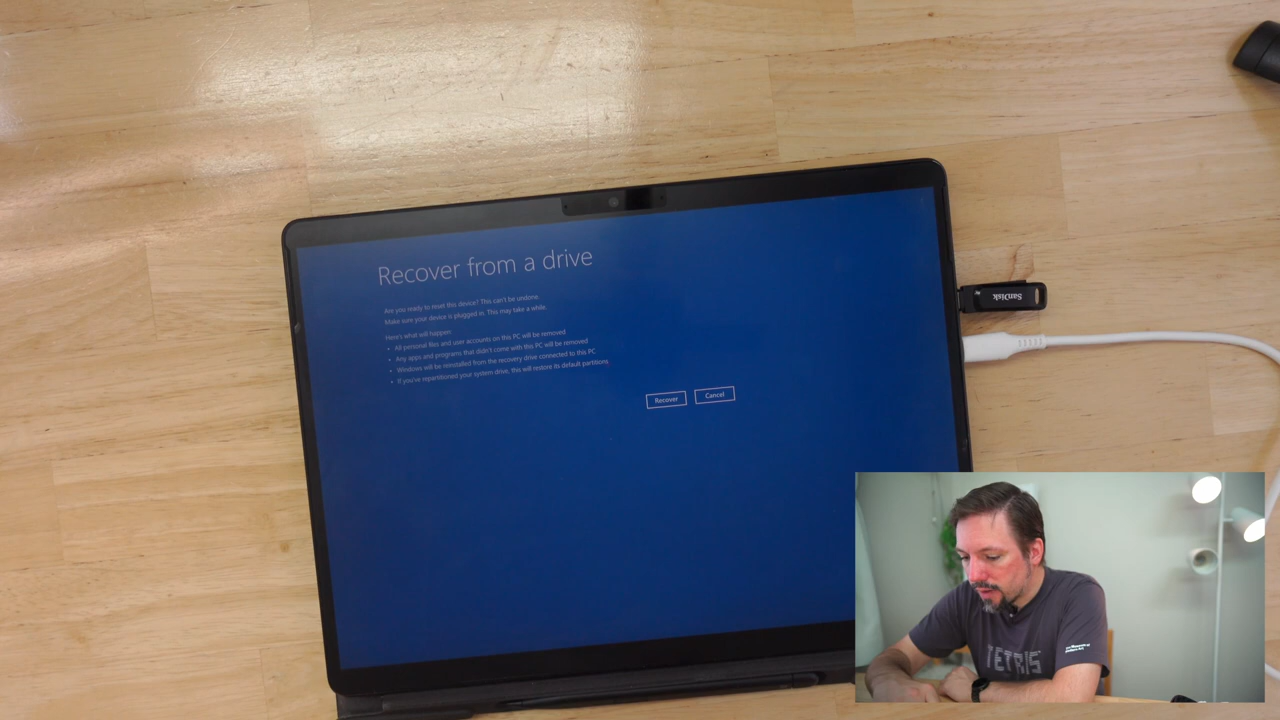 Recover from a drive
Are you ready to reset this device? This can't be undone.
Make sure your device is plugged in. This may take a while.
Here's what will happen:
• All personal files and user accounts on this PC will be removed
• Any apps and programs that didn't come with this PC will be removed
• Windows will be reinstalled from the recovery drive connected to this PC
• If you've repartitioned your system drive, this will restore its default partitions
Recover
Cancel
SanDisk
TETRIS